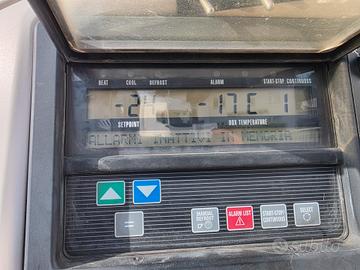 HEAT COOL DEFROST ALARM START-STOP CONTINUOUS
-2 -17C
SETPOINT BOX TEMPERATURE
ALLARMI INATTIVI IN MEMORIA
MANUAL DEFROST ALARM LIST START-STOP CONTINUOUS SELECT
=
subito